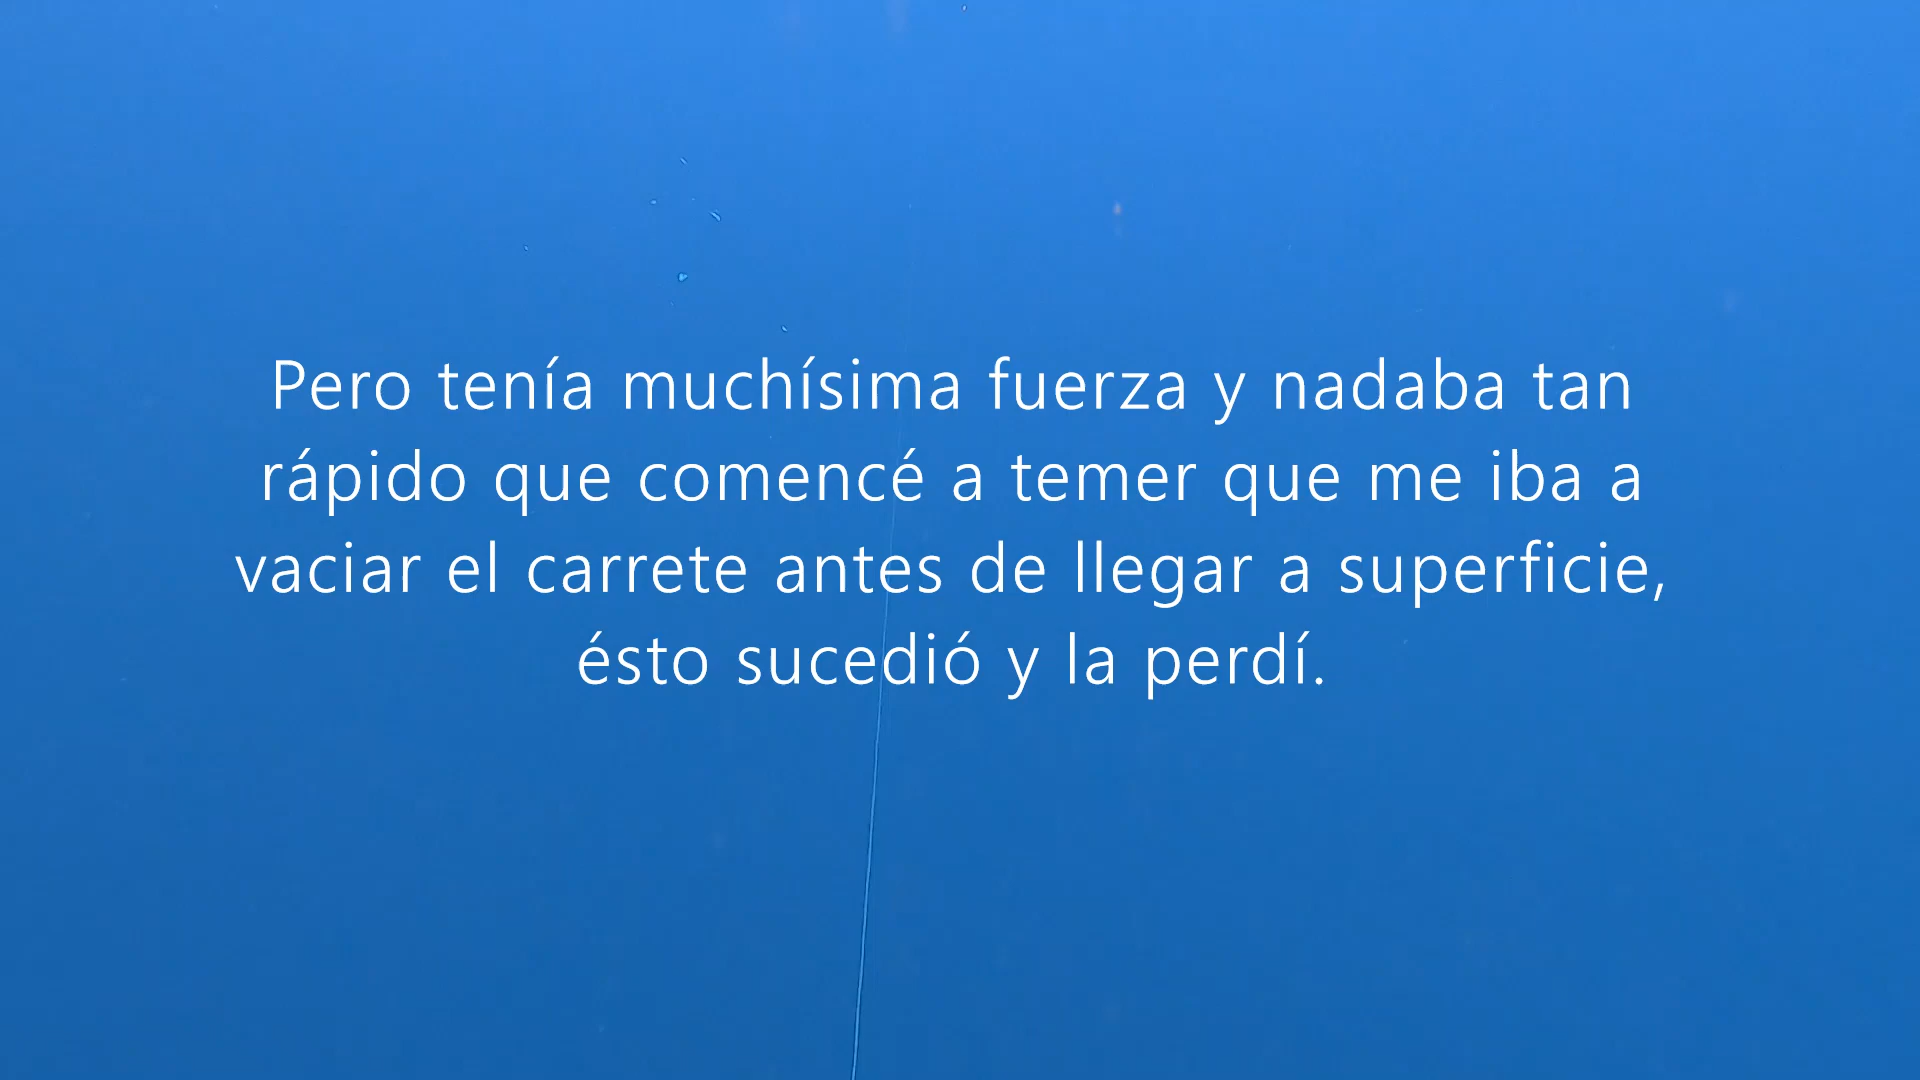 Pero tenía muchísima fuerza y nadaba tan
rápido que comencé a temer que me iba a
vaciar el carrete antes de llegar a superficie,
ésto sucedió y la perdí.